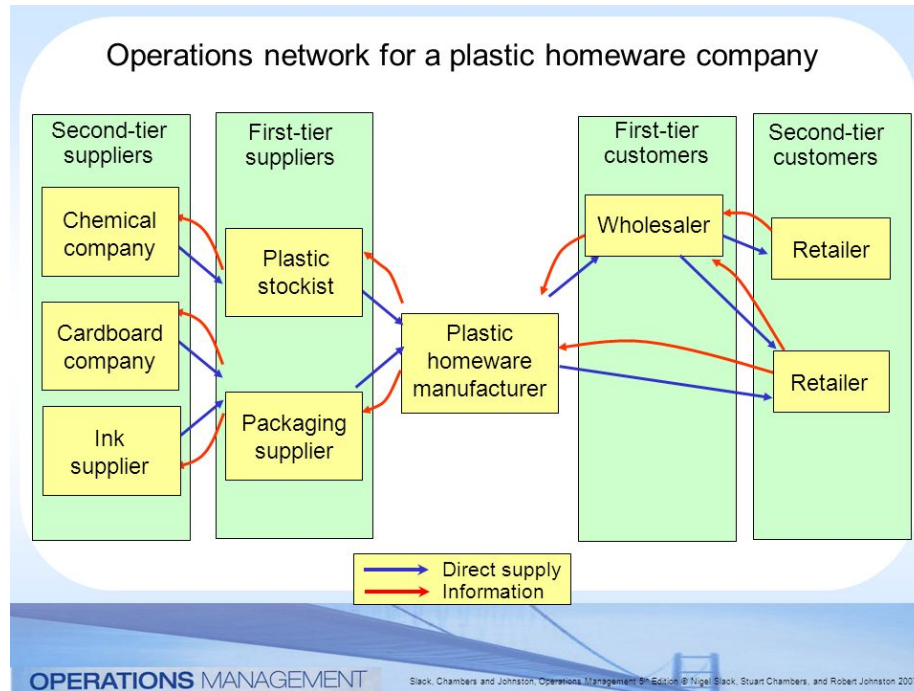 Operations network for a plastic homeware company
Second-tier
suppliers
First-tier
suppliers
First-tier
customers
Second-tier
customers
Chemical
company
Cardboard
company
Ink
supplier
Plastic
stockist
Packaging
supplier
Plastic
homeware
manufacturer
Wholesaler
Retailer
Retailer
Direct supply
Information
OPERATIONS MANAGEMENT
Slack, Chambers and Johnston, Operations Management 5th Edition © Nigel Slack, Stuart Chambers, and Robert Johnston 200